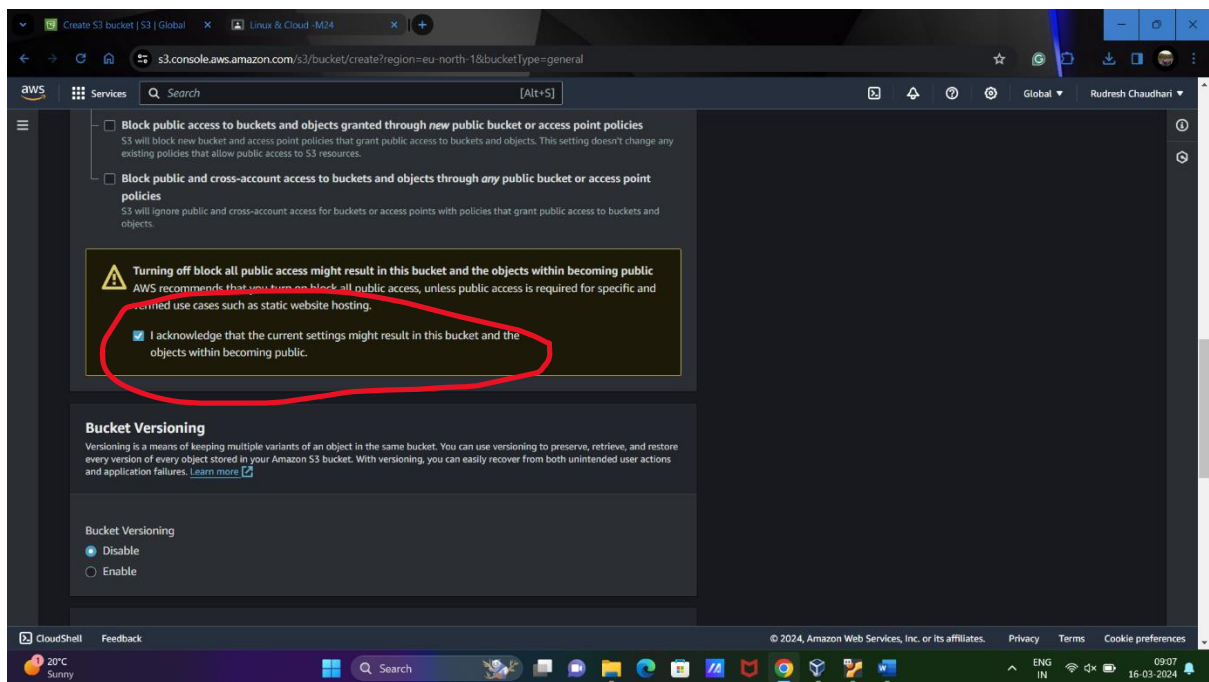 Create S3 bucket | S3 | Global
Linux & Cloud -M24
s3.console.aws.amazon.com/s3/bucket/create?region=eu-north-1&bucketType=general
aws
Services
Search
[Alt+S]
Global
Rudresh Chaudhari
Block public access to buckets and objects granted through new public bucket or access point policies
S3 will block new bucket and access point policies that grant public access to buckets and objects. This setting doesn't change any
existing policies that allow public access to S3 resources.
Block public and cross-account access to buckets and objects through any public bucket or access point
policies
S3 will ignore public and cross-account access for buckets or access points with policies that grant public access to buckets and
objects.
Turning off block all public access might result in this bucket and the objects within becoming public
AWS recommends that you turn on block all public access, unless public access is required for specific and
verified use cases such as static website hosting.
I acknowledge that the current settings might result in this bucket and the
objects within becoming public.
Bucket Versioning
Versioning is a means of keeping multiple variants of an object in the same bucket. You can use versioning to preserve, retrieve, and restore
every version of every object stored in your Amazon S3 bucket. With versioning, you can easily recover from both unintended user actions
and application failures. Learn more
Bucket Versioning
Disable
Enable
CloudShell
Feedback
© 2024, Amazon Web Services, Inc. or its affiliates.
Privacy
Terms
Cookie preferences
1
20°C
Sunny
Search
ENG
IN
09:07
16-03-2024